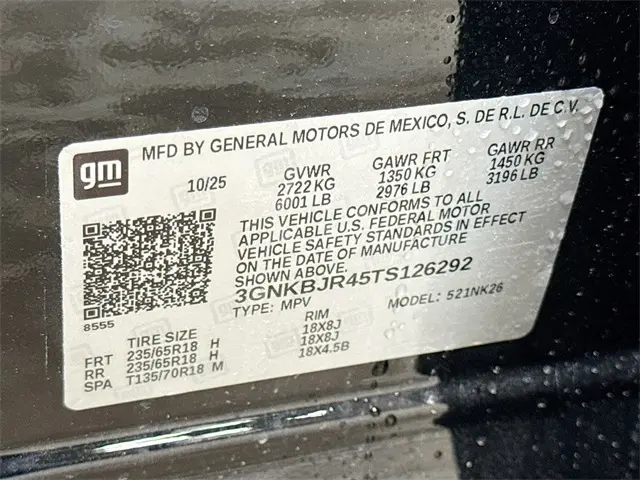 gm MFD BY GENERAL MOTORS DE MEXICO, S. DE R.L. DE C.V.
10/25 GVWR GAWR FRT GAWR RR
2722 KG 1350 KG 1450 KG
6001 LB 2976 LB 3196 LB
THIS VEHICLE CONFORMS TO ALL
APPLICABLE U.S. FEDERAL MOTOR
VEHICLE SAFETY STANDARDS IN EFFECT
ON THE DATE OF MANUFACTURE
SHOWN ABOVE.
3GNKBJR45TS126292
TYPE: MPV MODEL: 521NK26
8555
TIRE SIZE RIM
FRT 235/65R18 H 18X8J
RR 235/65R18 H 18X8J
SPA T135/70R18 M 18X4.5B